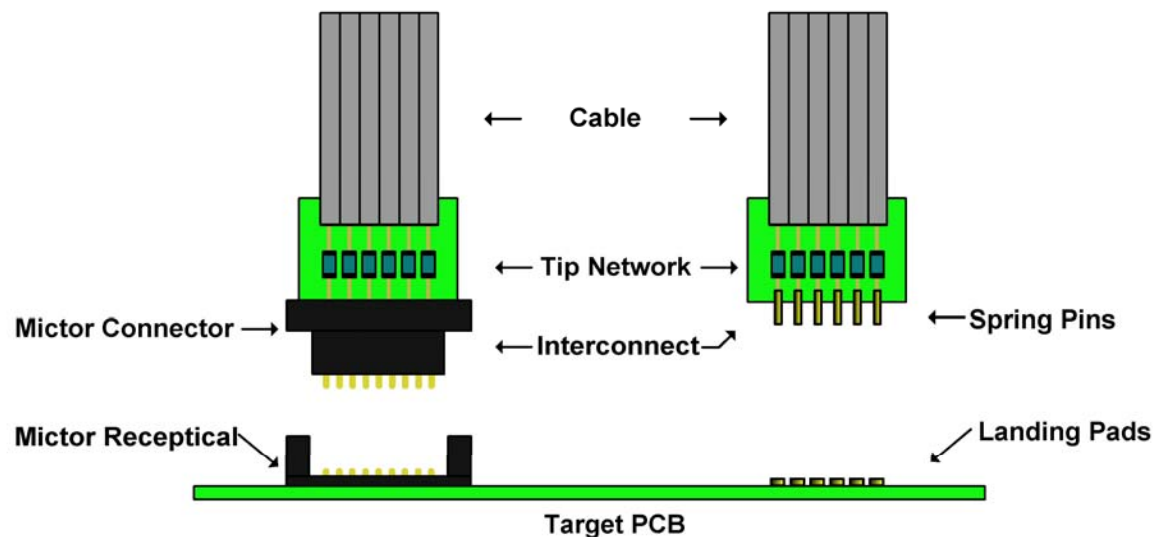 Cable
Tip Network
Mictor Connector
Interconnect
Spring Pins
Mictor Receptical
Landing Pads
Target PCB